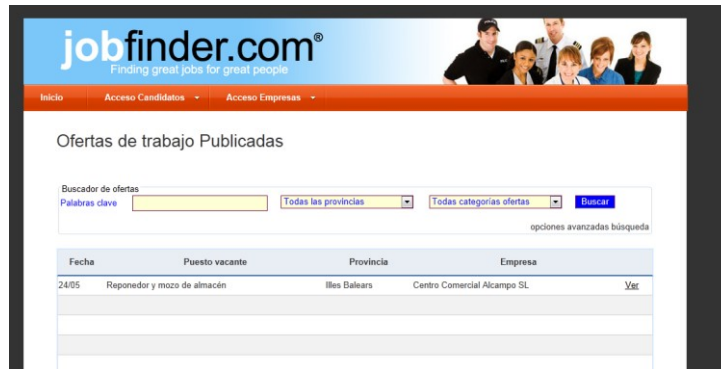 jobfinder.com®
Finding great jobs for great people
Inicio Acceso Candidatos Acceso Empresas
Ofertas de trabajo Publicadas
Buscador de ofertas
Palabras clave Todas las provincias Todas categorías ofertas Buscar
opciones avanzadas búsqueda
Fecha Puesto vacante Provincia Empresa
24/05 Reponedor y mozo de almacén Illes Balears Centro Comercial Alcampo SL Ver